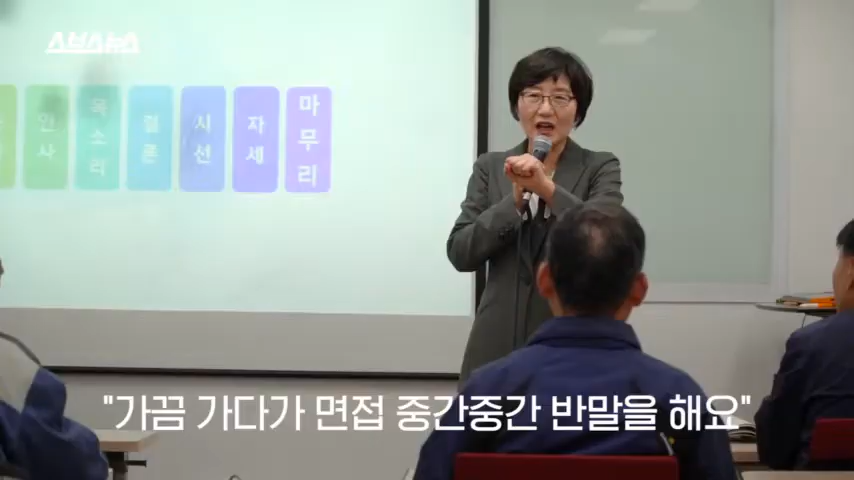 스브스뉴스
인사
목소리
결론
시선
자세
마무리
"가끔 가다가 면접 중간중간 반말을 해요"